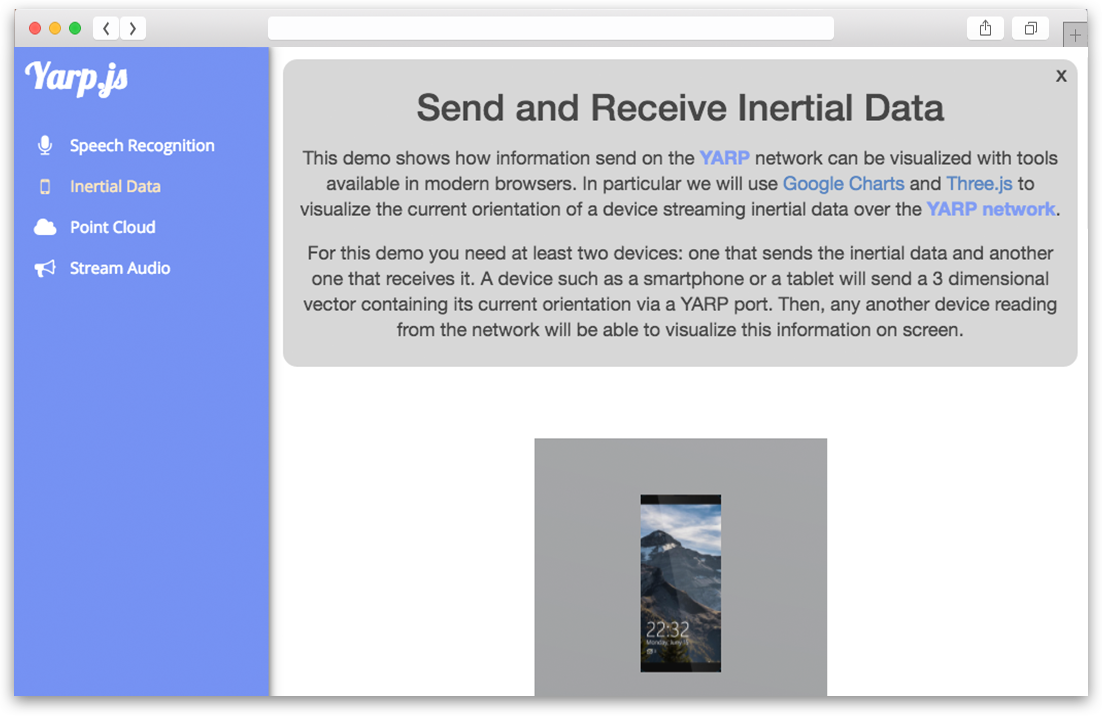 Yarp.js
Speech Recognition
Inertial Data
Point Cloud
Stream Audio
X
Send and Receive Inertial Data
This demo shows how information send on the YARP network can be visualized with tools
available in modern browsers. In particular we will use Google Charts and Three.js to
visualize the current orientation of a device streaming inertial data over the YARP network.
For this demo you need at least two devices: one that sends the inertial data and another
one that receives it. A device such as a smartphone or a tablet will send a 3 dimensional
vector containing its current orientation via a YARP port. Then, any another device reading
from the network will be able to visualize this information on screen.
22:32
Monday, June